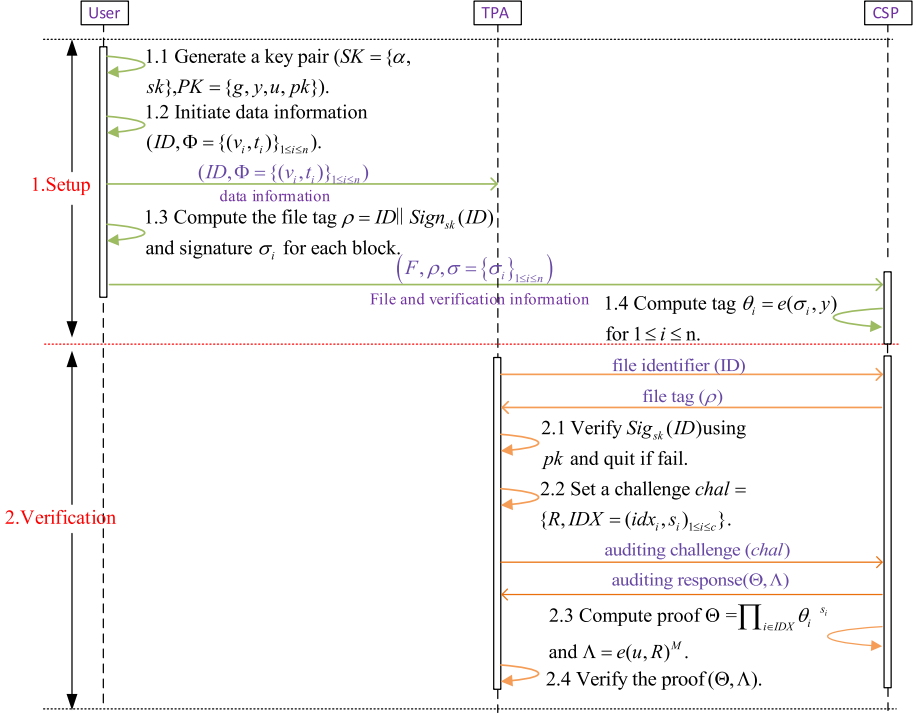 User TPA CSP
1.1 Generate a key pair (SK = {α,
sk},PK = {g, y,u, pk}).
1.2 Initiate data information
(ID,Φ = {(v_i,t_i)}_{1≤i≤n}).
(ID,Φ = {(v_i,t_i)}_{1≤i≤n})
1.Setup
data information
1.3 Compute the file tag ρ = ID|| Sign_{sk}(ID)
and signature σ_i for each block.
(F, ρ,σ = {σ_i}_{1≤i≤n})
File and verification information
1.4 Compute tag θ_i = e(σ_i, y)
for 1 ≤ i ≤ n.
file identifier (ID)
file tag (ρ)
2.1 Verify Sig_{sk}(ID)using
pk and quit if fail.
2.2 Set a challenge chal =
{R, IDX = (idx_i, s_i)_{1≤i≤c}}.
2.Verification
auditing challenge (chal)
auditing response(Θ,Λ)
2.3 Compute proof Θ =∏_{i∈IDX} θ_i^{s_i}
and Λ = e(u, R)^M.
2.4 Verify the proof(Θ,Λ).